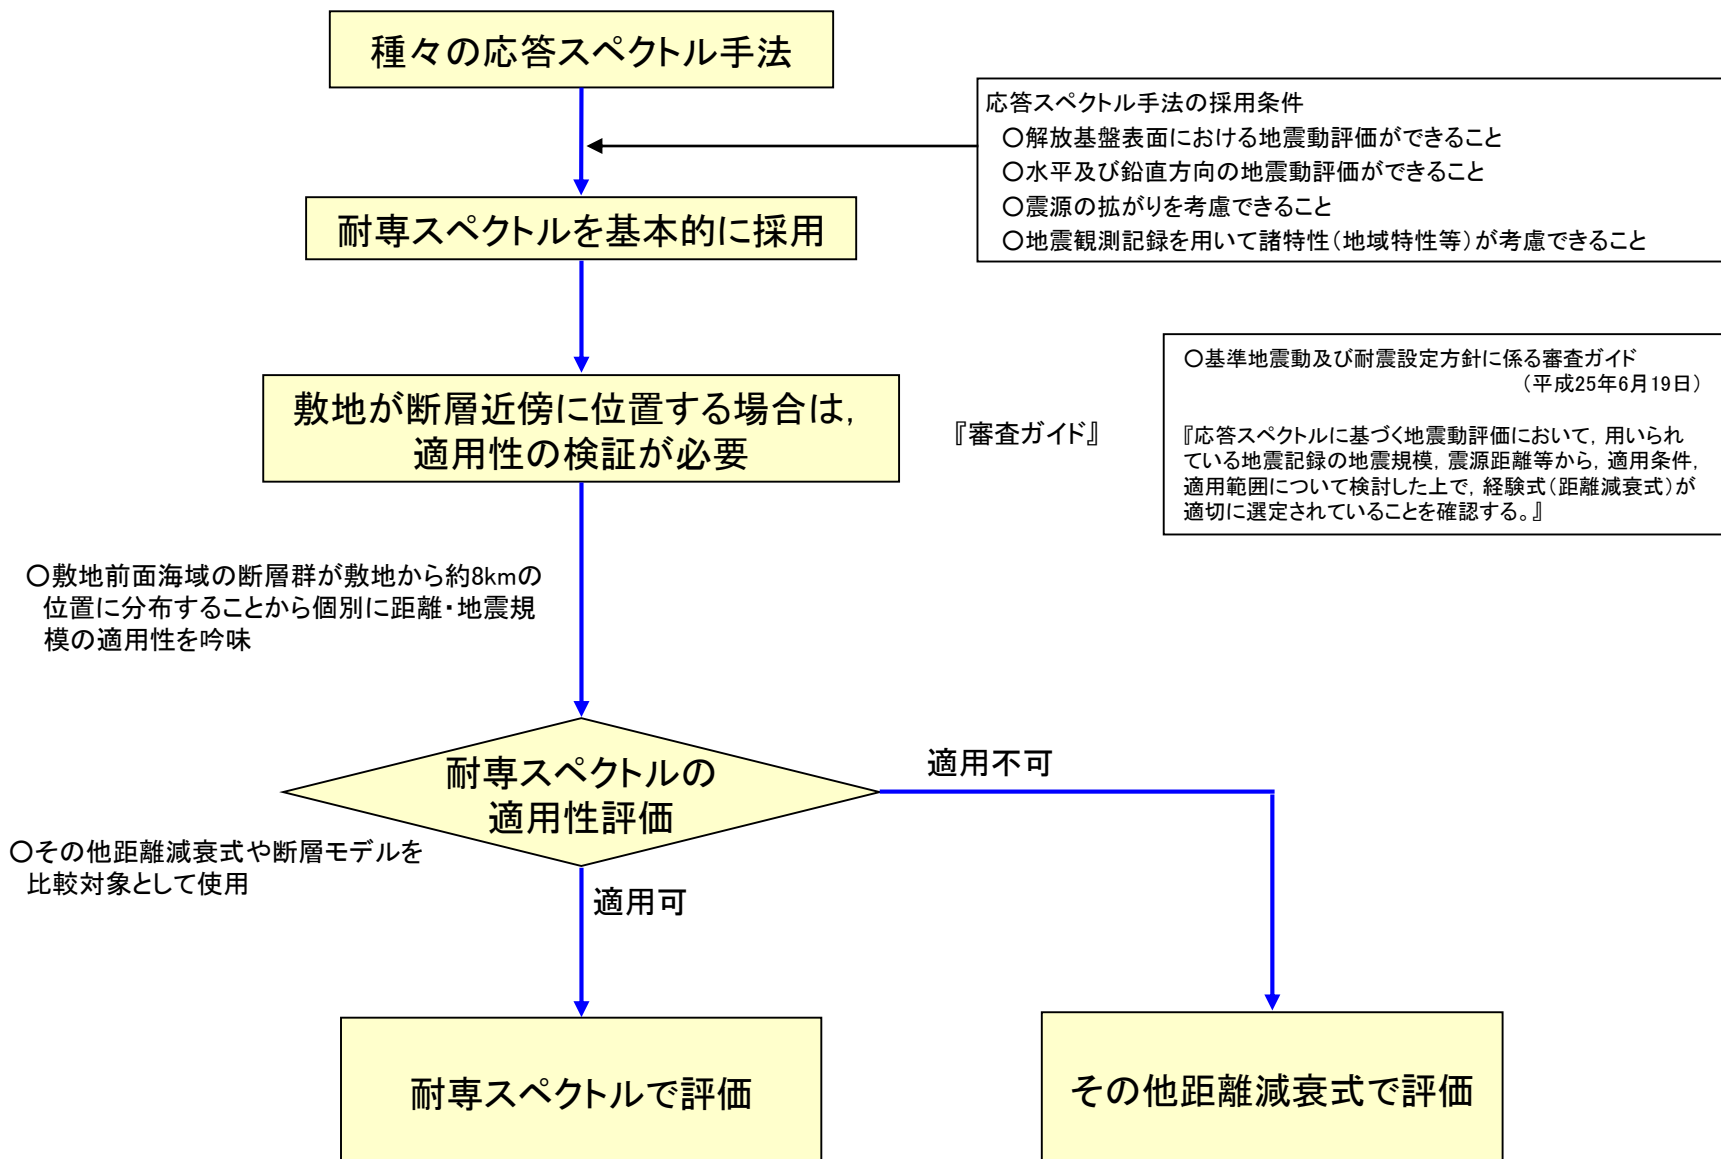 種々の応答スペクトル手法
応答スペクトル手法の採用条件
○解放基盤表面における地震動評価ができること
○水平及び鉛直方向の地震動評価ができること
○震源の拡がりを考慮できること
○地震観測記録を用いて諸特性(地域特性等)が考慮できること
耐専スペクトルを基本的に採用
敷地が断層近傍に位置する場合は,
適用性の検証が必要
『審査ガイド』
○基準地震動及び耐震設定方針に係る審査ガイド
(平成25年6月19日)
『応答スペクトルに基づく地震動評価において, 用いられ
ている地震記録の地震規模, 震源距離等から, 適用条件,
適用範囲について検討した上で, 経験式(距離減衰式)が
適切に選定されていることを確認する。』
○敷地前面海域の断層群が敷地から約8kmの
位置に分布することから個別に距離・地震規
模の適用性を吟味
耐専スペクトルの
適用性評価
適用不可
○その他距離減衰式や断層モデルを
比較対象として使用
適用可
耐専スペクトルで評価
その他距離減衰式で評価